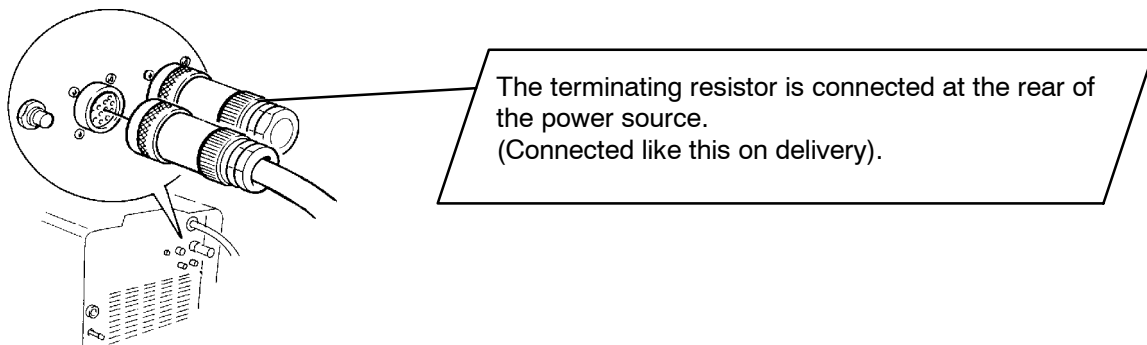 The terminating resistor is connected at the rear of
the power source.
(Connected like this on delivery).